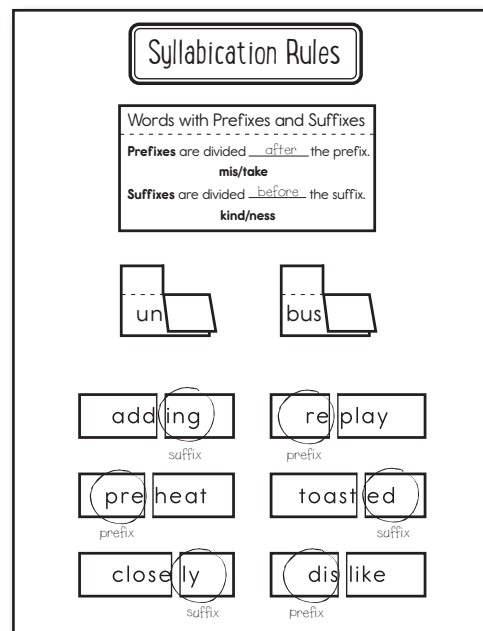 Syllabication Rules
Words with Prefixes and Suffixes
Prefixes are divided after the prefix.
mis/take
Suffixes are divided before the suffix.
kind/ness
un bus
add ing re play
suffix prefix
pre heat toast ed
prefix suffix
close ly dis like
suffix prefix